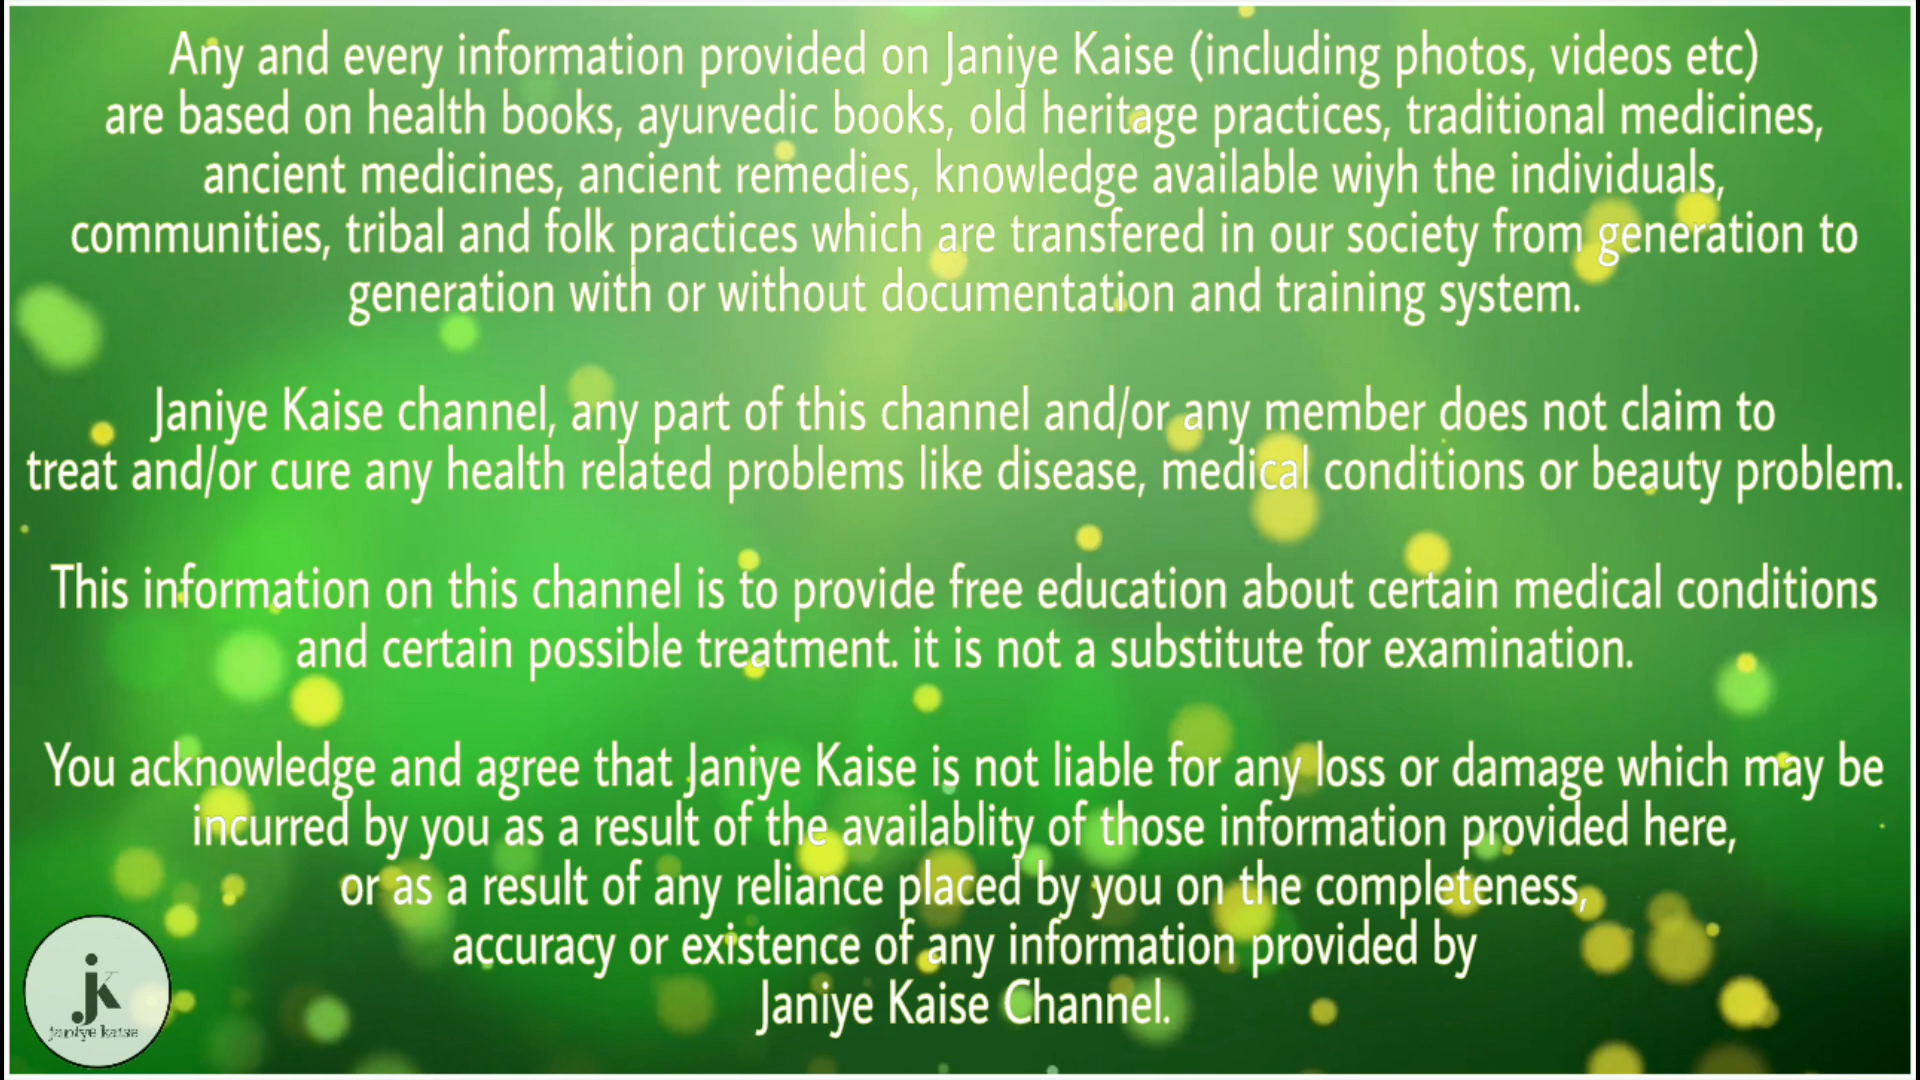 Any and every information provided on Janiye Kaise (including photos, videos etc)
are based on health books, ayurvedic books, old heritage practices, traditional medicines,
ancient medicines, ancient remedies, knowledge available wiyh the individuals,
communities, tribal and folk practices which are transfered in our society from generation to
generation with or without documentation and training system.
Janiye Kaise channel, any part of this channel and/or any member does not claim to
treat and/or cure any health related problems like disease, medical conditions or beauty problem.
This information on this channel is to provide free education about certain medical conditions
and certain possible treatment. it is not a substitute for examination.
You acknowledge and agree that Janiye Kaise is not liable for any loss or damage which may be
incurred by you as a result of the availablity of those information provided here,
or as a result of any reliance placed by you on the completeness,
accuracy or existence of any information provided by
Janiye Kaise Channel.
jk
janiye kaise